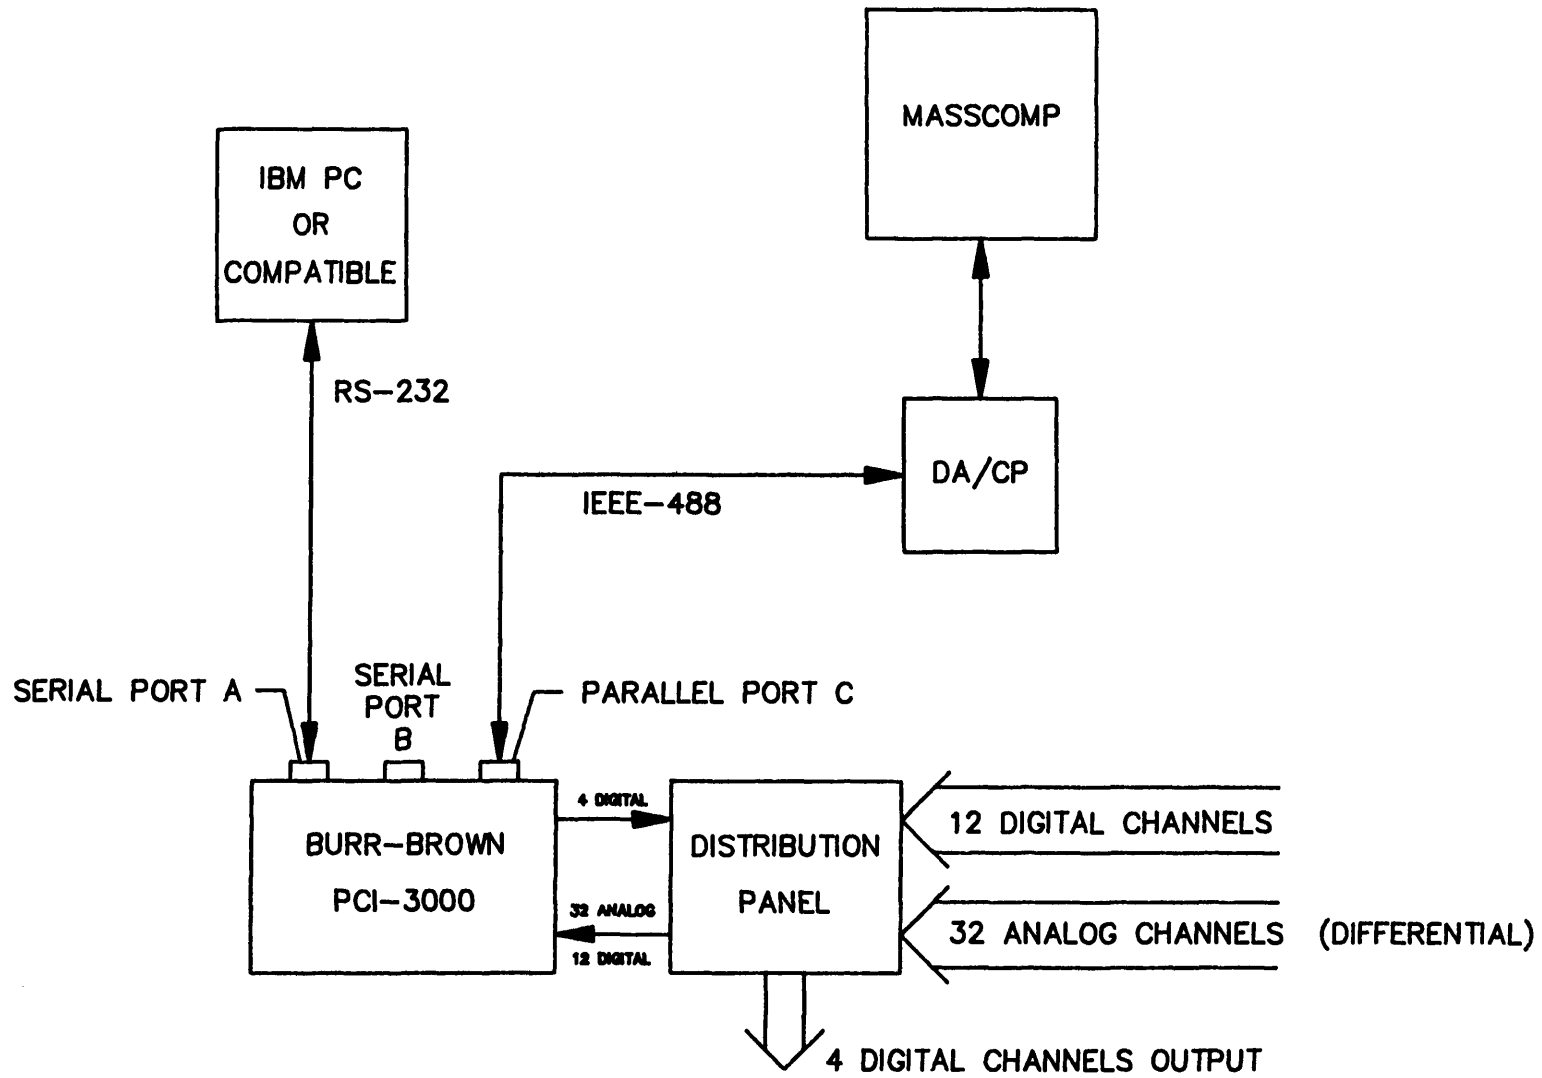 MASSCOMP
IBM PC
OR
COMPATIBLE
RS-232
DA/CP
IEEE-488
SERIAL PORT A
SERIAL
PORT
B
PARALLEL PORT C
4 DIGITAL
BURR-BROWN
PCI-3000
32 ANALOG
12 DIGITAL
DISTRIBUTION
PANEL
12 DIGITAL CHANNELS
32 ANALOG CHANNELS (DIFFERENTIAL)
4 DIGITAL CHANNELS OUTPUT